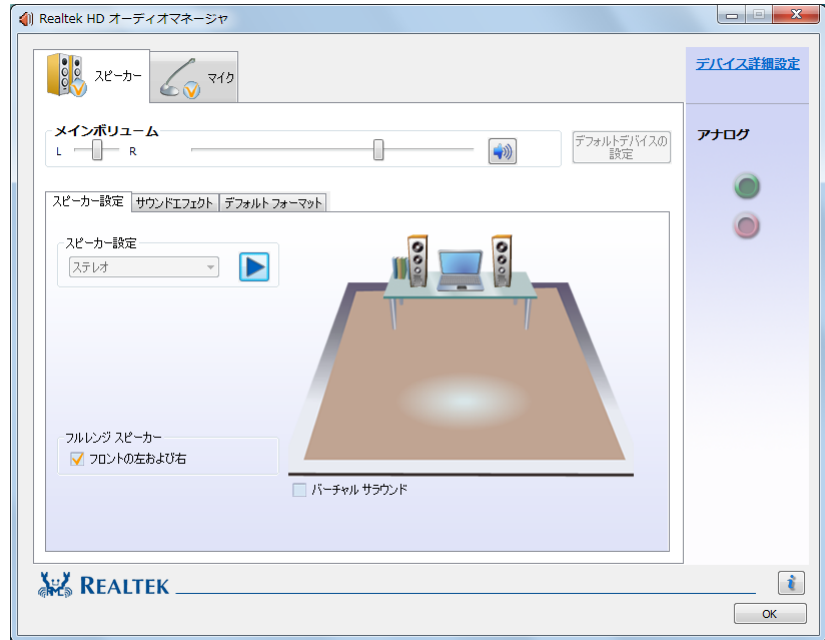 Realtek HD オーディオマネージャ
スピーカー
マイク
デバイス詳細設定
メインボリューム
L
R
デフォルトデバイスの
設定
アナログ
スピーカー設定
サウンドエフェクト
デフォルト フォーマット
スピーカー設定
ステレオ
フルレンジ スピーカー
フロントの左および右
バーチャル サラウンド
REALTEK
i
OK